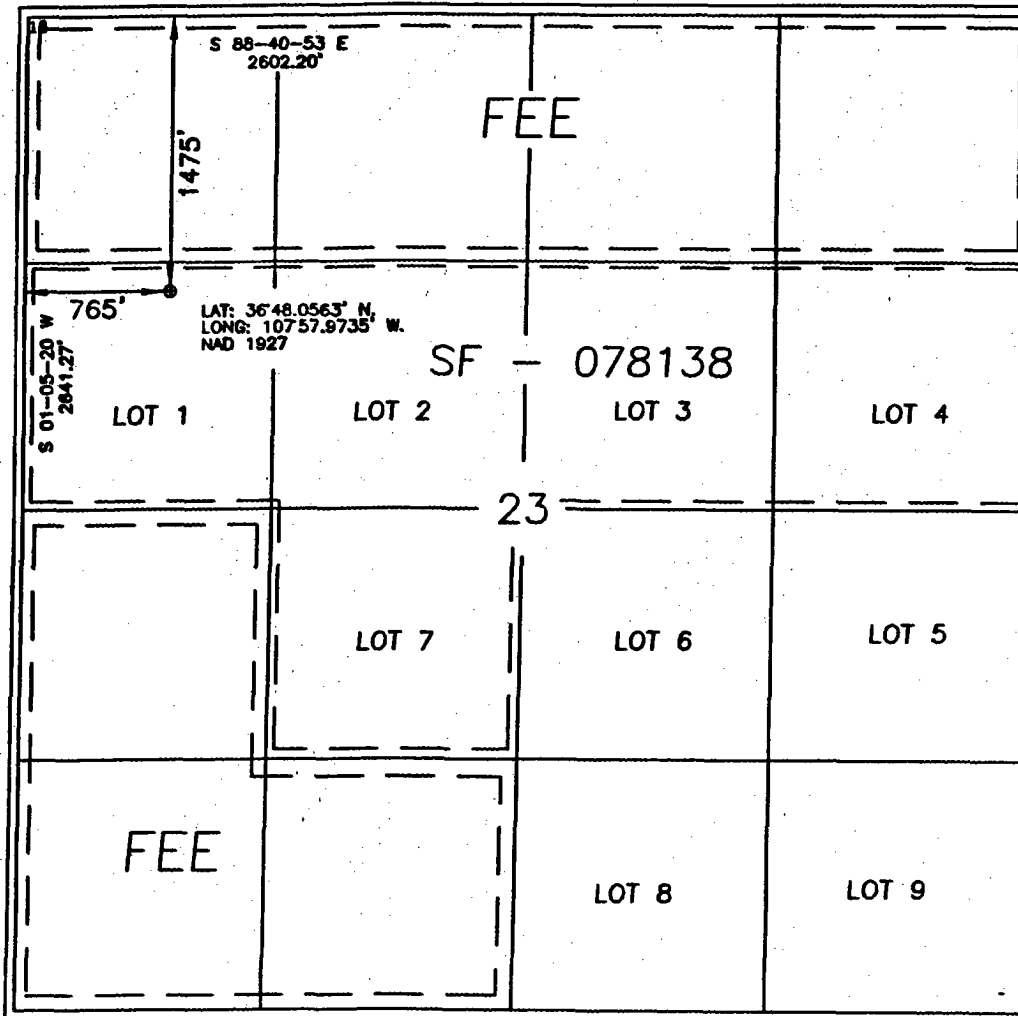 S 88-40-53 E
2602.20'
FEE
1475'
765'
LAT: 36°48.0563' N,
LONG: 107°57.9735' W.
NAD 1927
S 01-05-20 W
2641.27'
SF - 078138
LOT 1
LOT 2
LOT 3
LOT 4
23
LOT 7
LOT 6
LOT 5
FEE
LOT 8
LOT 9